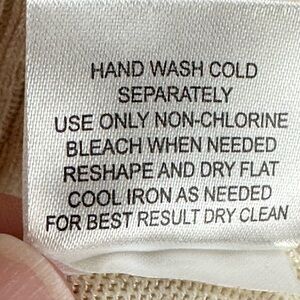 HAND WASH COLD
SEPARATELY
USE ONLY NON-CHLORINE
BLEACH WHEN NEEDED
RESHAPE AND DRY FLAT
COOL IRON AS NEEDED
FOR BEST RESULT DRY CLEAN